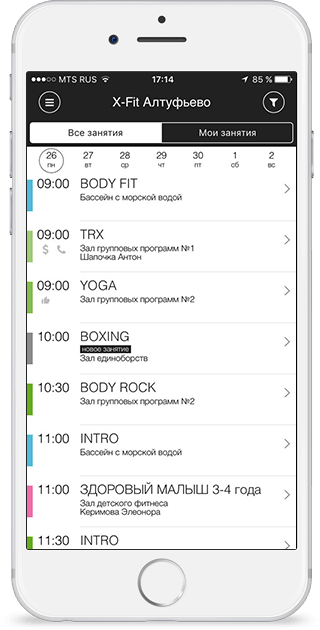 MTS RUS 17:14 85 %
X-Fit Алтуфьево
Все занятия Мои занятия
26 27 28 29 30 1 2
пн вт ср чт пт сб вс
09:00 BODY FIT
Бассейн с морской водой
09:00 TRX
$ Зал групповых программ №1
Шапочка Антон
09:00 YOGA
Зал групповых программ №2
10:00 BOXING
новое занятие
Зал единоборств
10:30 BODY ROCK
Зал групповых программ №2
11:00 INTRO
Бассейн с морской водой
11:00 ЗДОРОВЫЙ МАЛЫШ 3-4 года
Зал детского фитнеса
Керимова Элеонора
11:30 INTRO